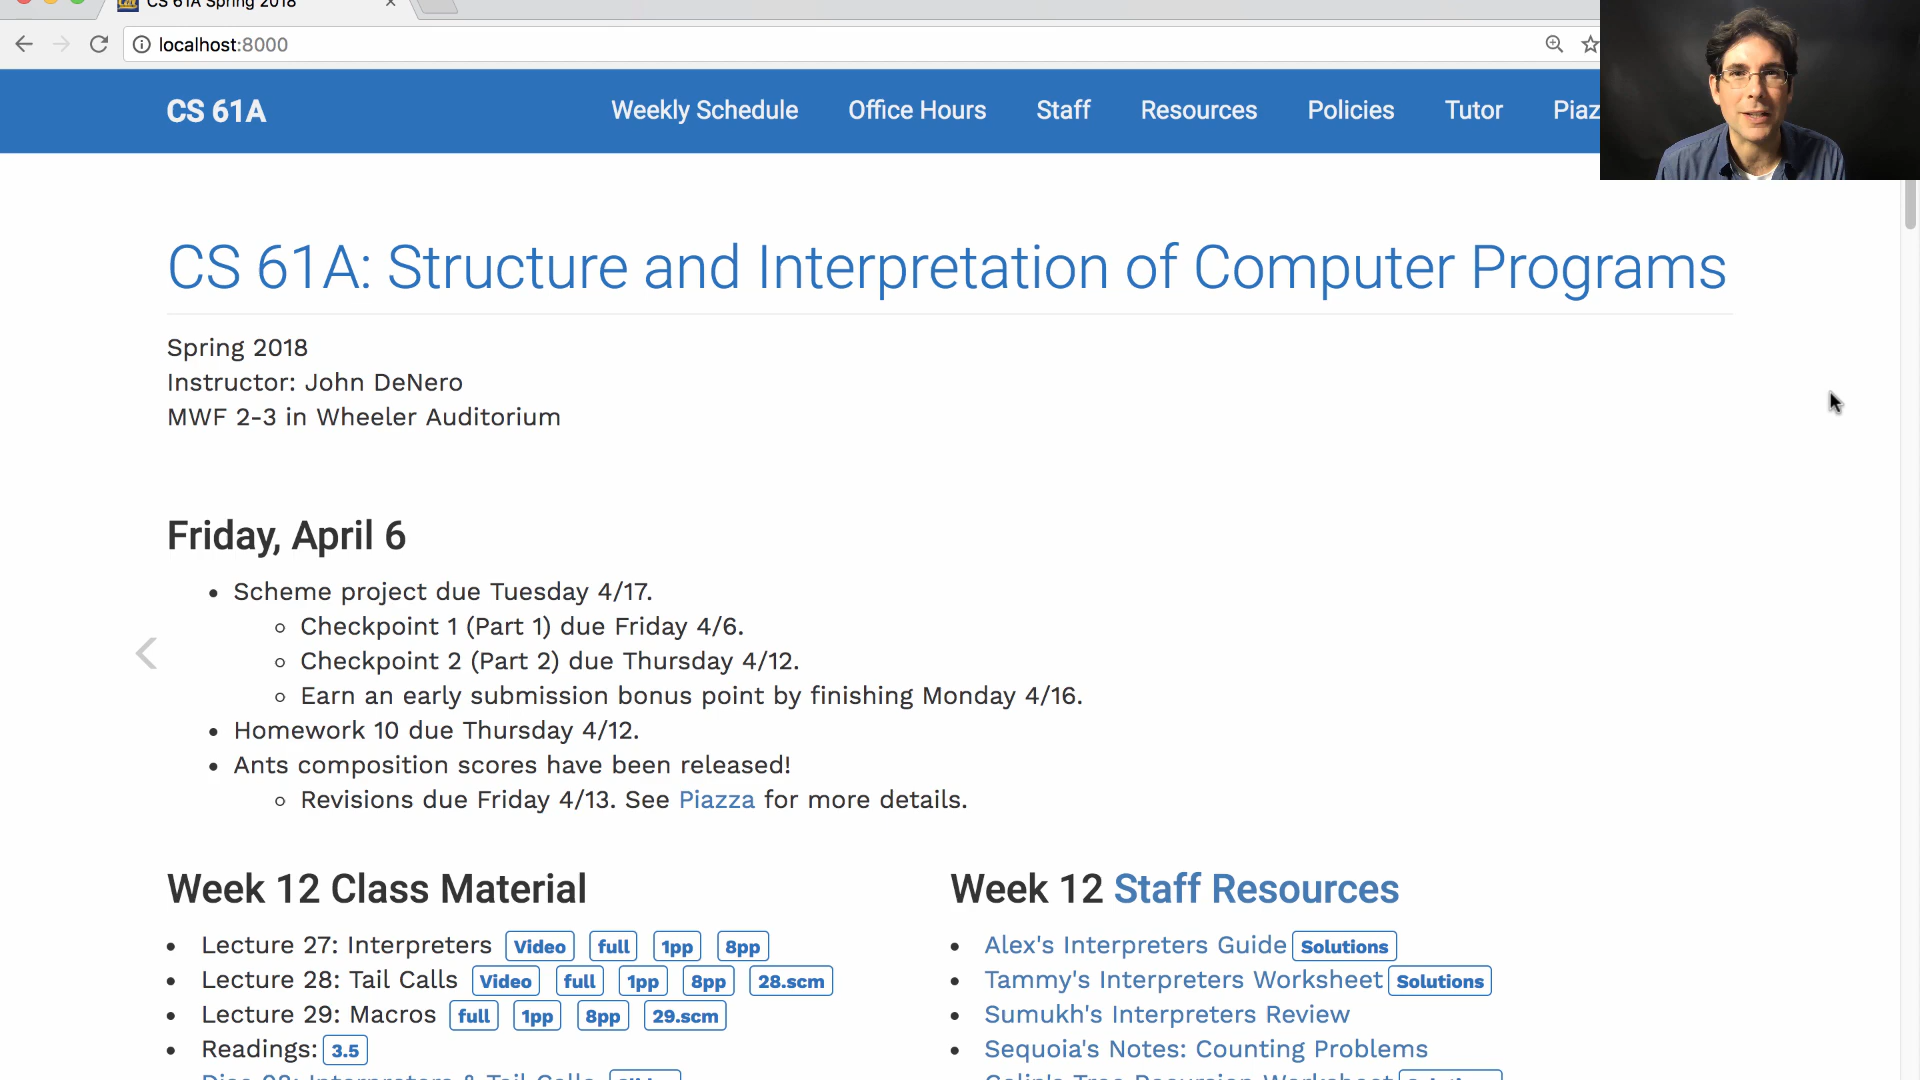 CS 61A Spring 2018
localhost:8000
CS 61A Weekly Schedule Office Hours Staff Resources Policies Tutor
CS 61A: Structure and Interpretation of Computer Programs
Spring 2018
Instructor: John DeNero
MWF 2-3 in Wheeler Auditorium
Friday, April 6
Scheme project due Tuesday 4/17.
Checkpoint 1 (Part 1) due Friday 4/6.
Checkpoint 2 (Part 2) due Thursday 4/12.
Earn an early submission bonus point by finishing Monday 4/16.
Homework 10 due Thursday 4/12.
Ants composition scores have been released!
Revisions due Friday 4/13. See Piazza for more details.
Week 12 Class Material
Lecture 27: Interpreters Video full 1pp 8pp
Lecture 28: Tail Calls Video full 1pp 8pp 28.scm
Lecture 29: Macros full 1pp 8pp 29.scm
Readings: 3.5
Week 12 Staff Resources
Alex's Interpreters Guide Solutions
Tammy's Interpreters Worksheet Solutions
Sumukh's Interpreters Review
Sequoia's Notes: Counting Problems